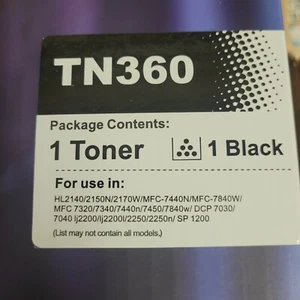 TN360
Package Contents:
1 Toner 1 Black
For use in:
HL2140/2150N/2170W/MFC-7440N/MFC-7840W/
MFC 7320/7340/7440n/7450/7840w/ DCP 7030/
7040 lj2200/lj2200l/2250/2250n/ SP 1200
(List may not contain all models.)